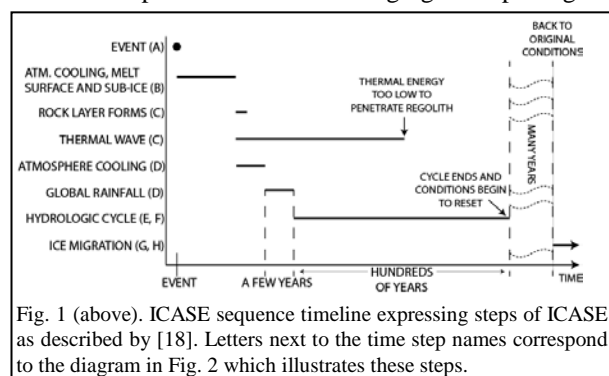 BACK TO
ORIGINAL
CONDITIONS
EVENT (A)
ATM. COOLING, MELT
SURFACE AND SUB-ICE (B)
ROCK LAYER FORMS (C)
THERMAL ENERGY
TOO LOW TO
PENETRATE REGOLITH
THERMAL WAVE (C)
MANY YEARS
ATMOSPHERE COOLING (D)
CYCLE ENDS AND
CONDITIONS BEGIN
TO RESET
GLOBAL RAINFALL (D)
HYDROLOGIC CYCLE (E, F)
ICE MIGRATION (G, H)
EVENT
A FEW YEARS
HUNDREDS
OF YEARS
TIME
Fig. 1 (above). ICASE sequence timeline expressing steps of ICASE
as described by [18]. Letters next to the time step names correspond
to the diagram in Fig. 2 which illustrates these steps.